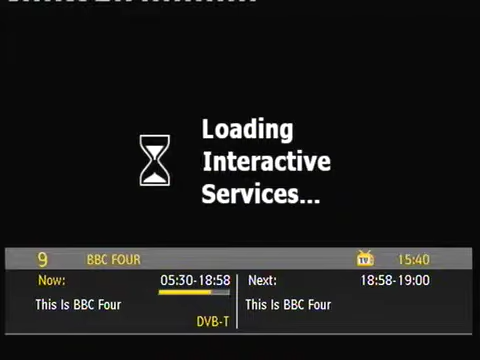 Loading
Interactive
Services...
9 BBC FOUR TV 15:40
Now: 05:30-18:58 Next: 18:58-19:00
This Is BBC Four This Is BBC Four
DVB-T